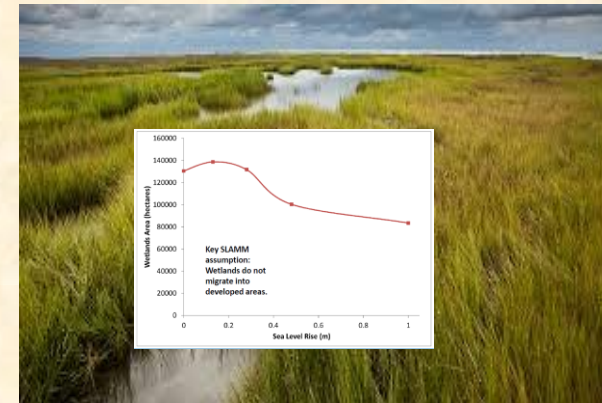 160000
140000
120000
100000
80000
60000
40000
20000
0
Wetlands Area (hectares)
Key SLAMM
assumption:
Wetlands do not
migrate into
developed areas.
0 0.2 0.4 0.6 0.8 1
Sea Level Rise (m)